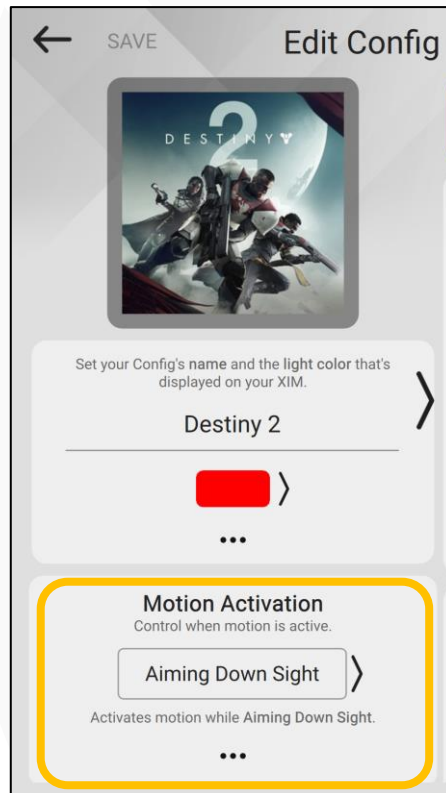 SAVE Edit Config
DESTINY
2
Set your Config's name and the light color that's
displayed on your XIM.
Destiny 2
Motion Activation
Control when motion is active.
Aiming Down Sight
Activates motion while Aiming Down Sight.